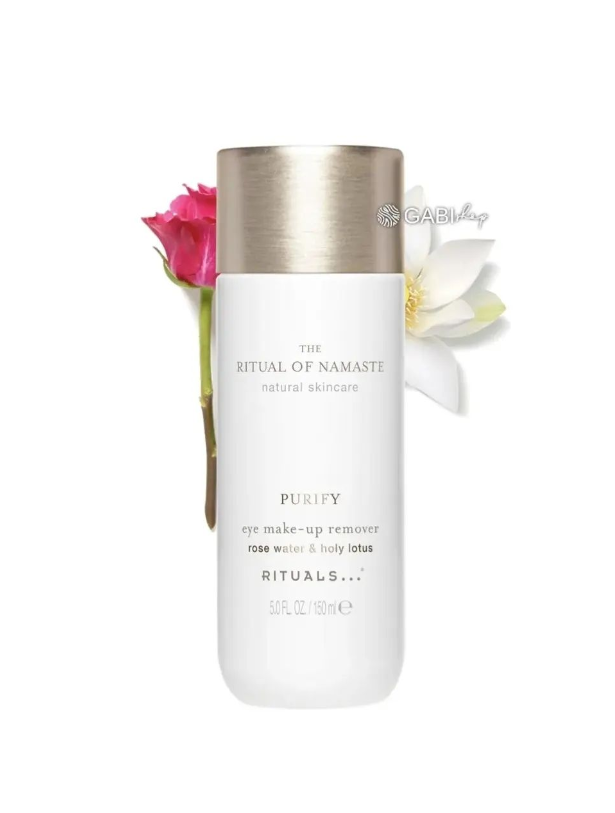 GABI shop
THE
RITUAL OF NAMASTE
natural skincare
PURIFY
eye make-up remover
rose water & holy lotus
RITUALS...®
5.0 FL. OZ. / 150 ml ℮